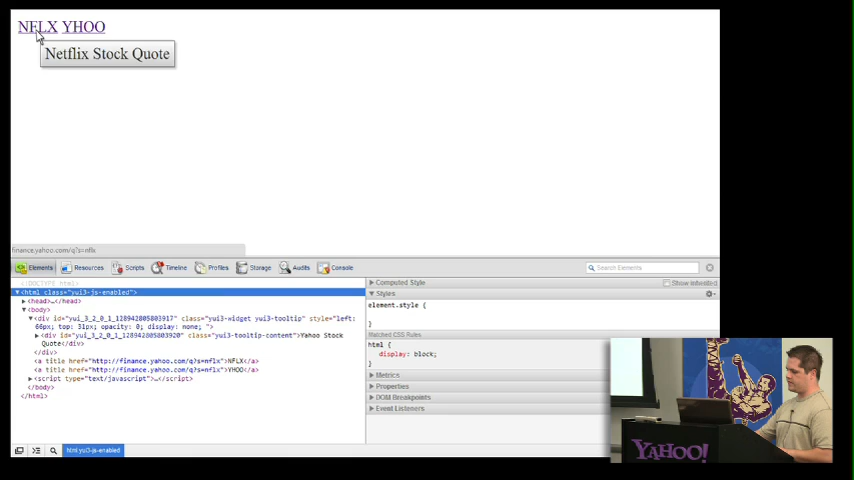 NFLX YHOO
Netflix Stock Quote
finance.yahoo.com/q?s=nflx
Elements Resources Scripts Timeline Profiles Storage Audits Console Search Elements
<!DOCTYPE html>
<html class="yui3-js-enabled">
<head>…</head>
<body>
<div id="yui_3_2_0_1_128942805803917" class="yui3-widget yui3-tooltip" style="left:
66px; top: 31px; opacity: 0; display: none; ">
<div id="yui_3_2_0_1_128942805803920" class="yui3-tooltip-content">Yahoo Stock
Quote</div>
</div>
<a title href="http://finance.yahoo.com/q?s=nflx">NFLX</a>
<a title href="http://finance.yahoo.com/q?s=nflx">YHOO</a>
<script type="text/javascript">…</script>
</body>
</html>
Computed Style Show inherited
Styles
element.style {
}
Matched CSS Rules
html {
display: block;
}
Metrics
Properties
DOM Breakpoints
Event Listeners
html.yui3-js-enabled
YAHOO!